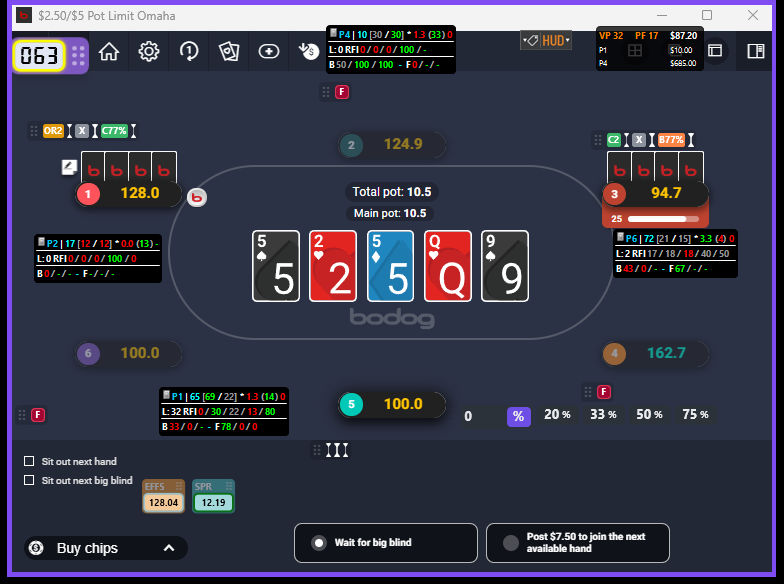 $2.50/$5 Pot Limit Omaha
063
P4 | 10 [30 / 30] * 1.3 (33) 0
L: 0 RFI 0 / 0 / 0 / 100 / -
B 50 / 100 / 100 - F 0 / - / -
HUD
VP 32 PF 17 $87.20
P1 $10.00
P4 $685.00
F
OR2 X C77%
2 124.9
C2 X B77%
1 128.0
b
3 94.7
25
Total pot: 10.5
Main pot: 10.5
P2 | 17 [12 / 12] * 0.0 (13) -
L: 0 RFI 0 / 0 / 0 / 100 / 0
B 0 / - / - - F - / - / -
5 5
2 2
5 5
Q Q
9 9
P6 | 72 [21 / 15] * 3.3 (4) 0
L: 2 RFI 17 / 18 / 18 / 40 / 50
B 43 / 0 / - - F 67 / - / -
bodog
6 100.0
4 162.7
F
P1 | 65 [69 / 22] * 1.3 (14) 0
L: 32 RFI 0 / 30 / 22 / 13 / 80
B 33 / 0 / - - F 78 / 0 / 0
5 100.0
F
0 % 20 % 33 % 50 % 75 %
Sit out next hand
Sit out next big blind
EFFS 128.04
SPR 12.19
Buy chips
Wait for big blind
Post $7.50 to join the next
available hand